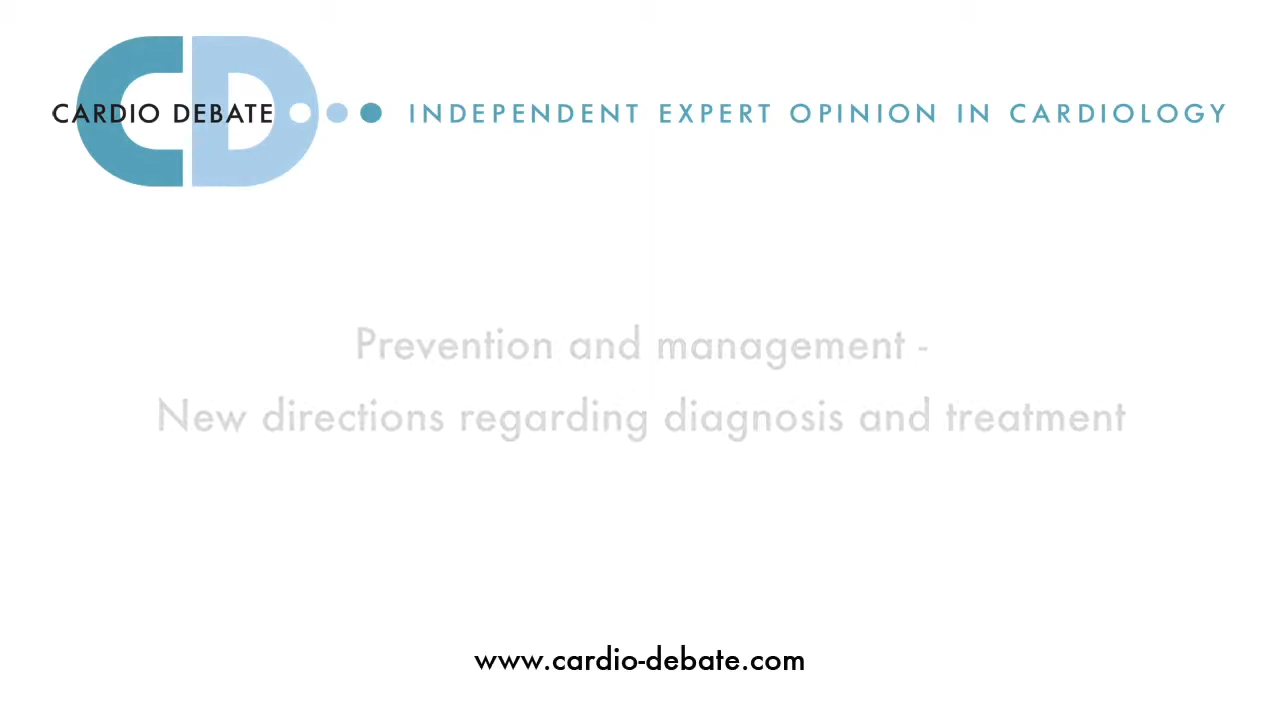 CARDIO DEBATE INDEPENDENT EXPERT OPINION IN CARDIOLOGY
Prevention and management -
New directions regarding diagnosis and treatment
www.cardio-debate.com